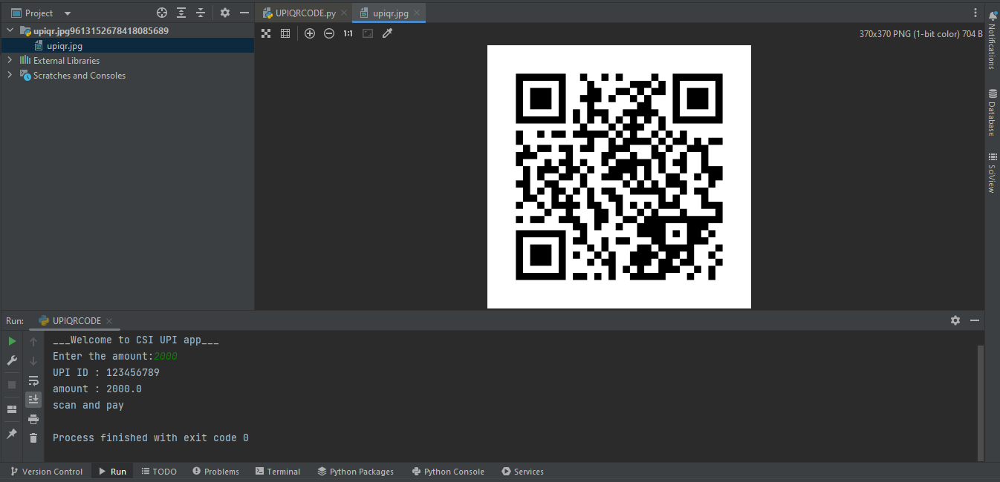 Project
UPIQRCODE.py
upiqr.jpg
upiqr.jpg9613152678418085689
upiqr.jpg
External Libraries
Scratches and Consoles
1:1
370x370 PNG (1-bit color) 704 B
Notifications
Database
SciView
Run:
UPIQRCODE
___Welcome to CSI UPI app___
Enter the amount:2000
UPI ID : 123456789
amount : 2000.0
scan and pay
Process finished with exit code 0
Version Control
Run
TODO
Problems
Terminal
Python Packages
Python Console
Services